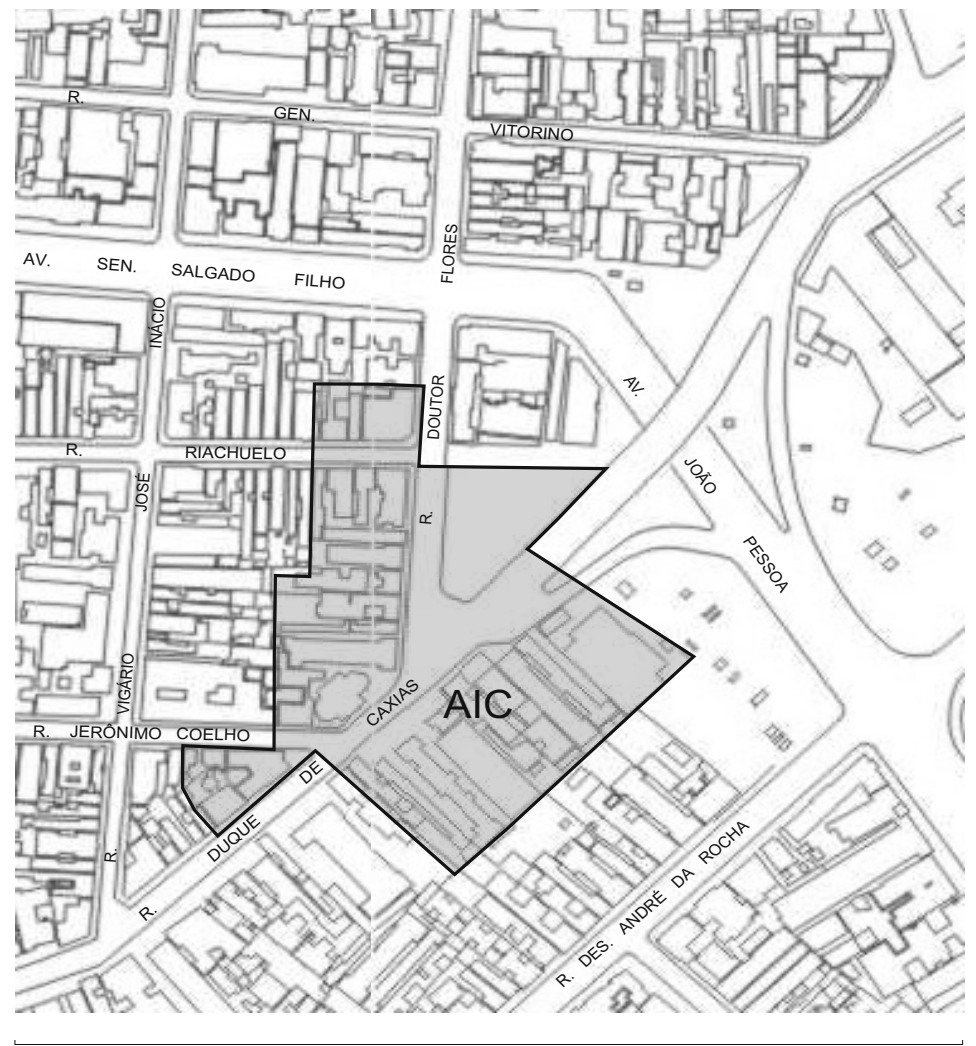 R. GEN. VITORINO
AV. SEN. SALGADO FILHO
R. DOUTOR FLORES
AV. JOÃO PESSOA
R. RIACHUELO
R. VIGÁRIO JOSÉ INÁCIO
R. JERÔNIMO COELHO
R. DUQUE DE CAXIAS
AIC
R. DES. ANDRÉ DA ROCHA